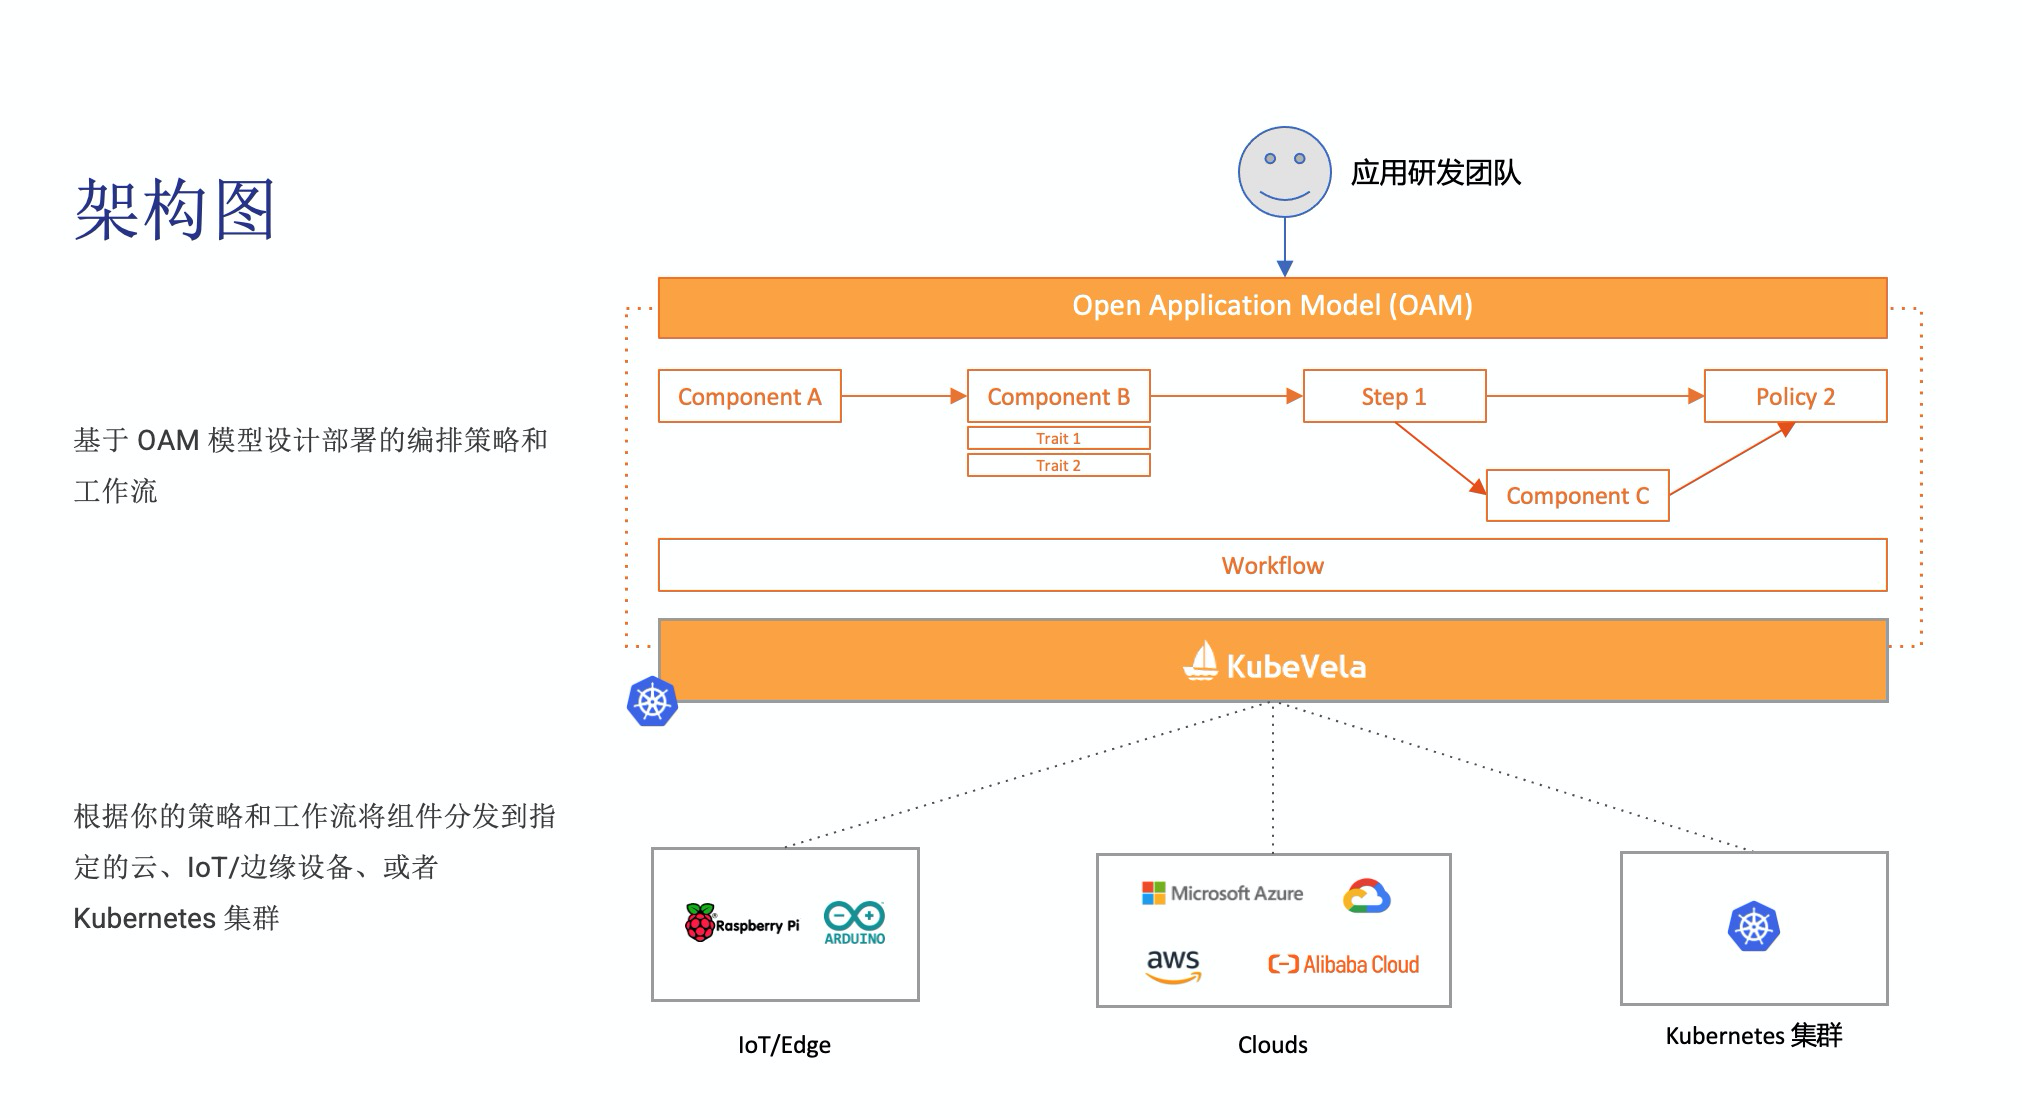 架构图
应用研发团队
Open Application Model (OAM)
Component A
Component B
Step 1
Policy 2
Trait 1
Trait 2
Component C
基于 OAM 模型设计部署的编排策略和
工作流
Workflow
KubeVela
根据你的策略和工作流将组件分发到指
定的云、IoT/边缘设备、或者
Kubernetes 集群
Raspberry Pi
ARDUINO
Microsoft Azure
aws
Alibaba Cloud
IoT/Edge
Clouds
Kubernetes 集群